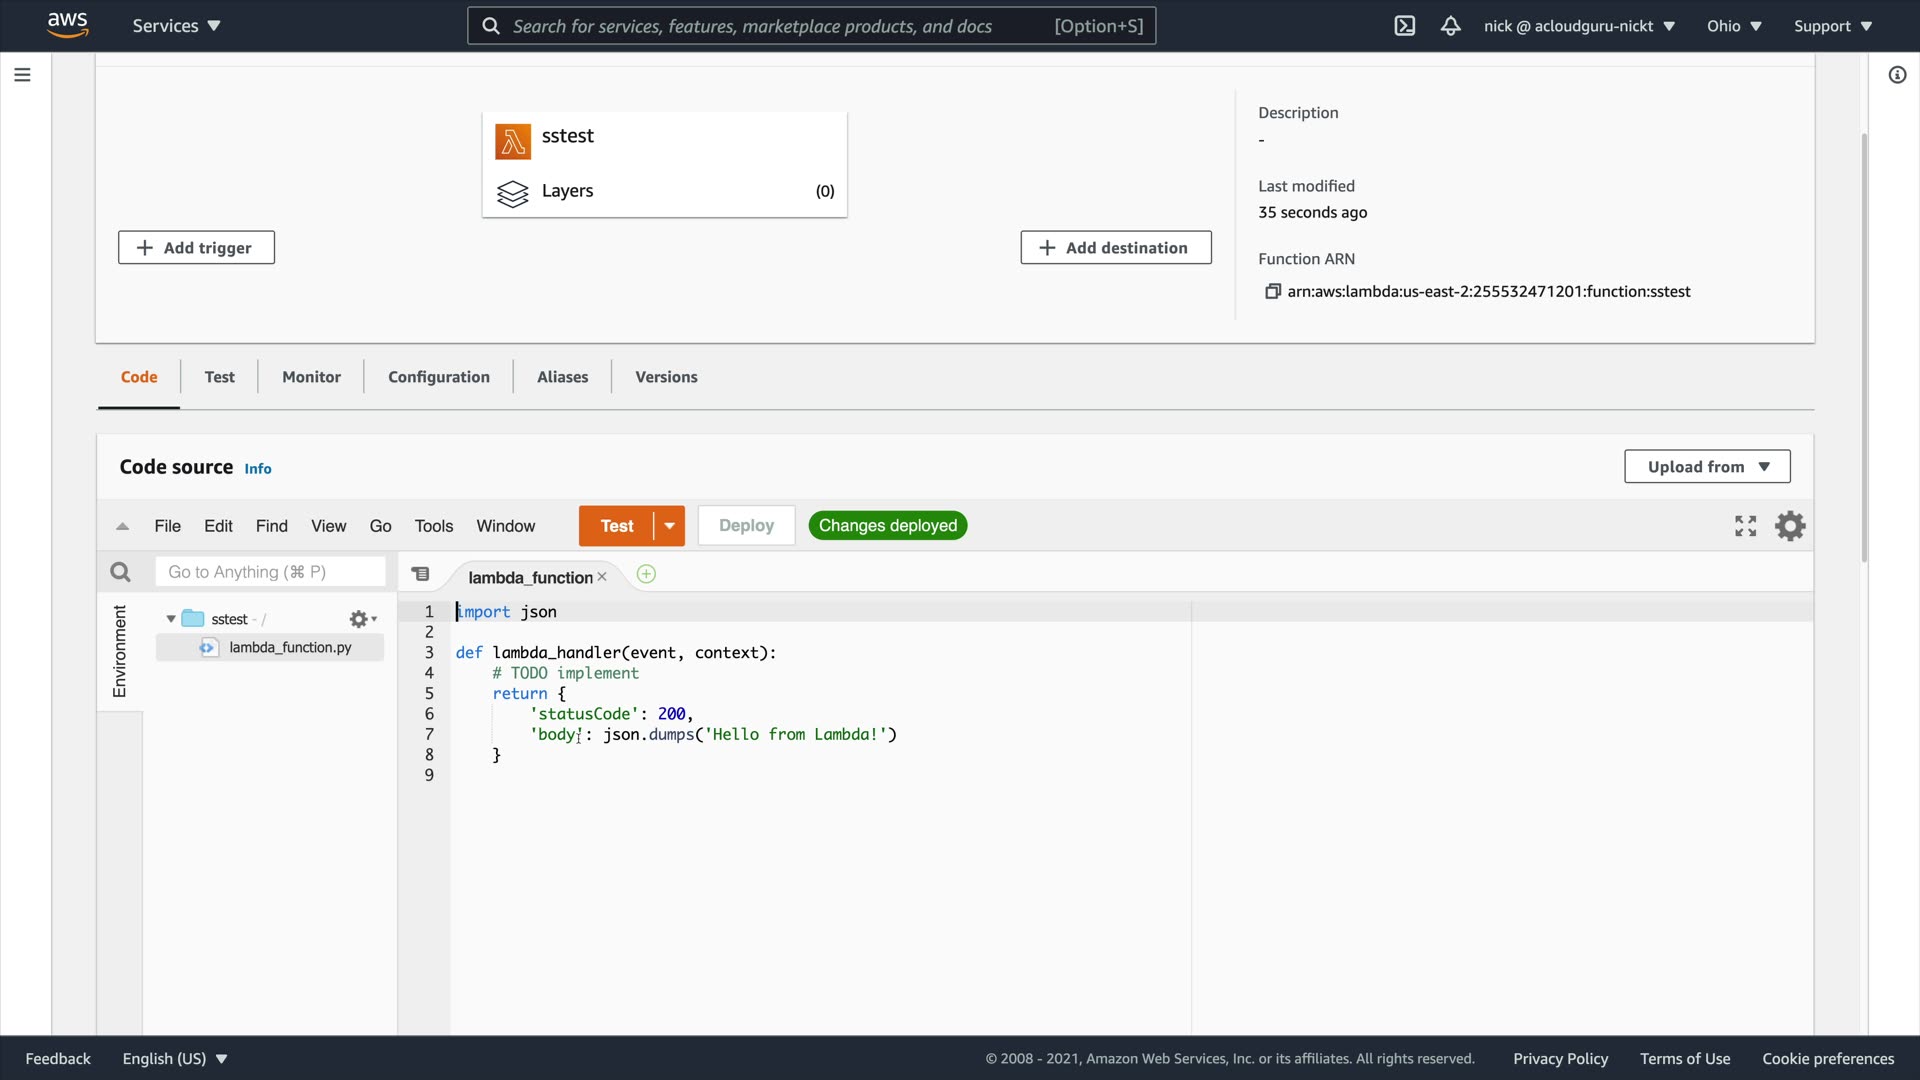 aws
Services
Search for services, features, marketplace products, and docs [Option+S]
nick @ acloudguru-nickt
Ohio
Support
sstest
Layers (0)
Add trigger
Add destination
Description
-
Last modified
35 seconds ago
Function ARN
arn:aws:lambda:us-east-2:255532471201:function:sstest
Code
Test
Monitor
Configuration
Aliases
Versions
Code source Info
Upload from
File Edit Find View Go Tools Window
Test
Deploy
Changes deployed
Go to Anything (⌘ P)
lambda_function
Environment
sstest - /
lambda_function.py
1 import json
2
3 def lambda_handler(event, context):
4     # TODO implement
5     return {
6         'statusCode': 200,
7         'body': json.dumps('Hello from Lambda!')
8     }
9
Feedback
English (US)
© 2008 - 2021, Amazon Web Services, Inc. or its affiliates. All rights reserved.
Privacy Policy
Terms of Use
Cookie preferences